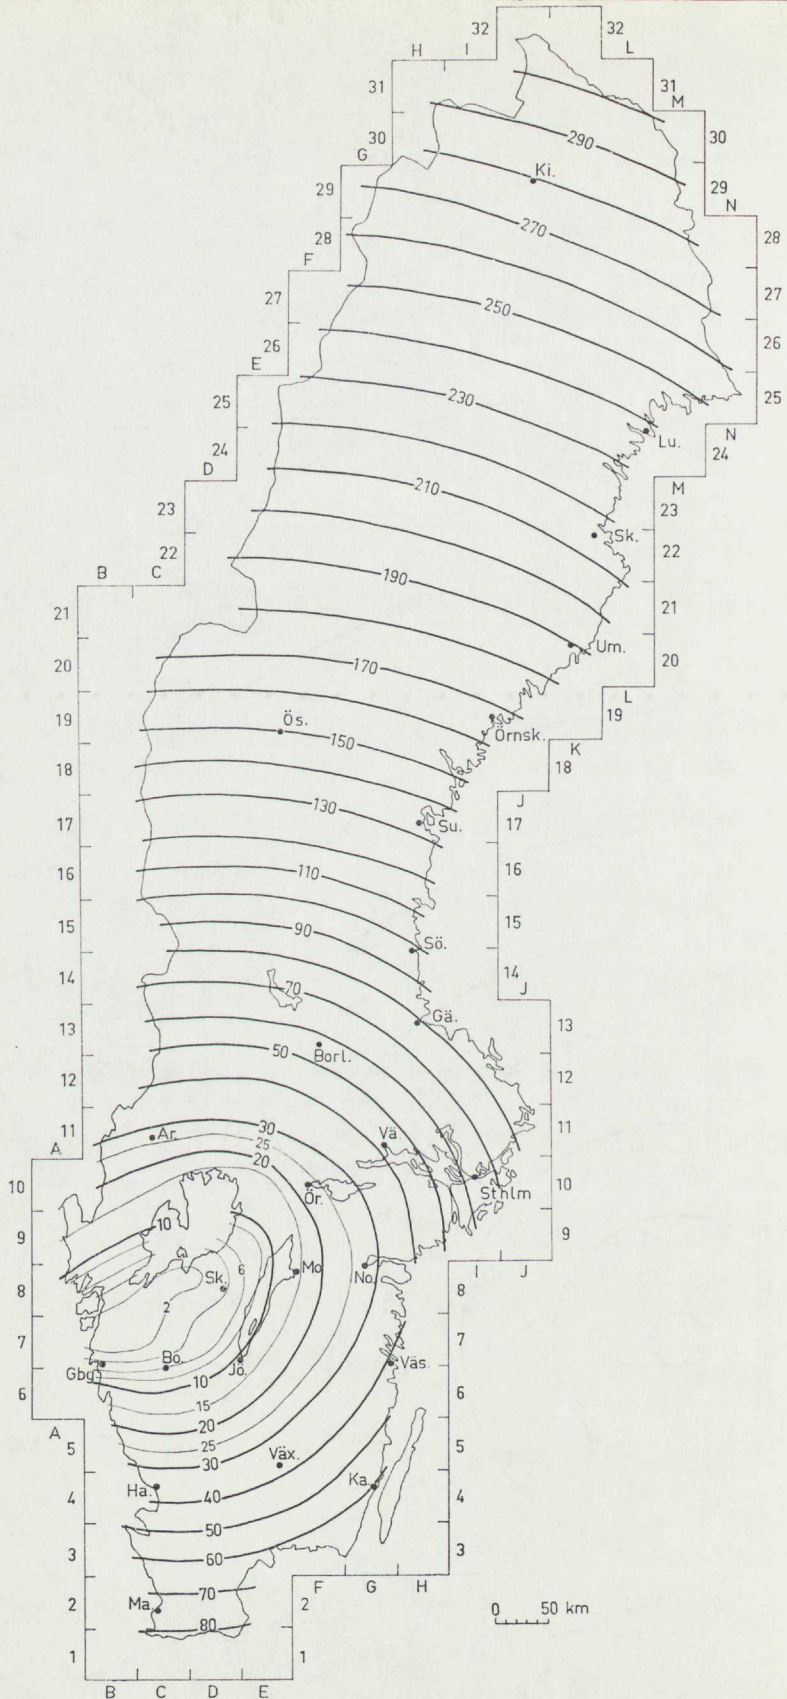 32 32
H I L
31 31
M
290
30 30
G Ki.
29 29
N
270
28 28
F
27 27
250
26 26
E
25 25
230
Lu. N
24 24
D
210 M
23 23
Sk.
22 22
B C 190
21 21
Um.
170
20 20
L
Ös. 19 19
Örnsk.
150
K
18 18
J
130
17 Su. 17
110
16 16
90
15 15
Sö.
14 14
70 J
Gä.
13 13
Borl.
50
12 12
11 30 Vä 11
Ar. 25
A 20
10 Ör. Sthlm 10
10
9 9
6 Mo No. I J
Sk.
8 2 8
7 7
Bo. Jö. Väs.
Gbg
10
6 6
15
20
A
25
5 5
Väx.
30
Ha. Ka.
40
4 4
50
3 3
60
70 F G H
2 Ma. 2
0 50 km
80
1 1
B C D E